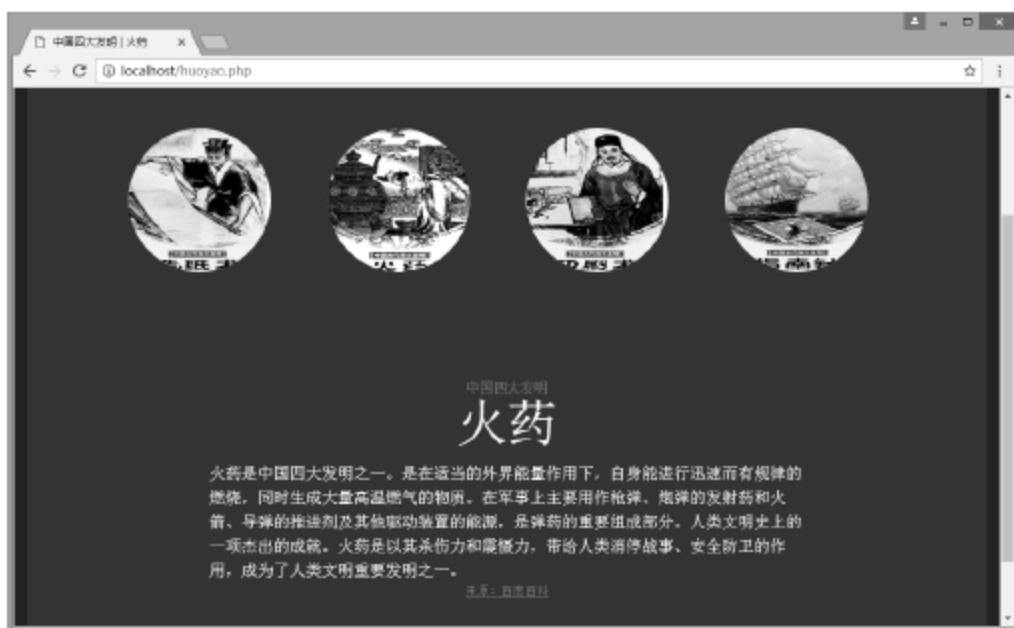 中国四大发明 | 火药
localhost/huoyao.php
火药
中国四大发明
火药
火药是中国四大发明之一。是在适当的外界能量作用下，自身能进行迅速而有规律的
燃烧，同时生成大量高温燃气的物质。在军事上主要用作枪弹、炮弹的发射药和火
箭、导弹的推进剂及其他驱动装置的能源，是弹药的重要组成部分。人类文明史上的
一项杰出的成就。火药是以其杀伤力和震慑力，带给人类消停战事、安全防卫的作
用，成为了人类文明重要发明之一。
来源：百度百科